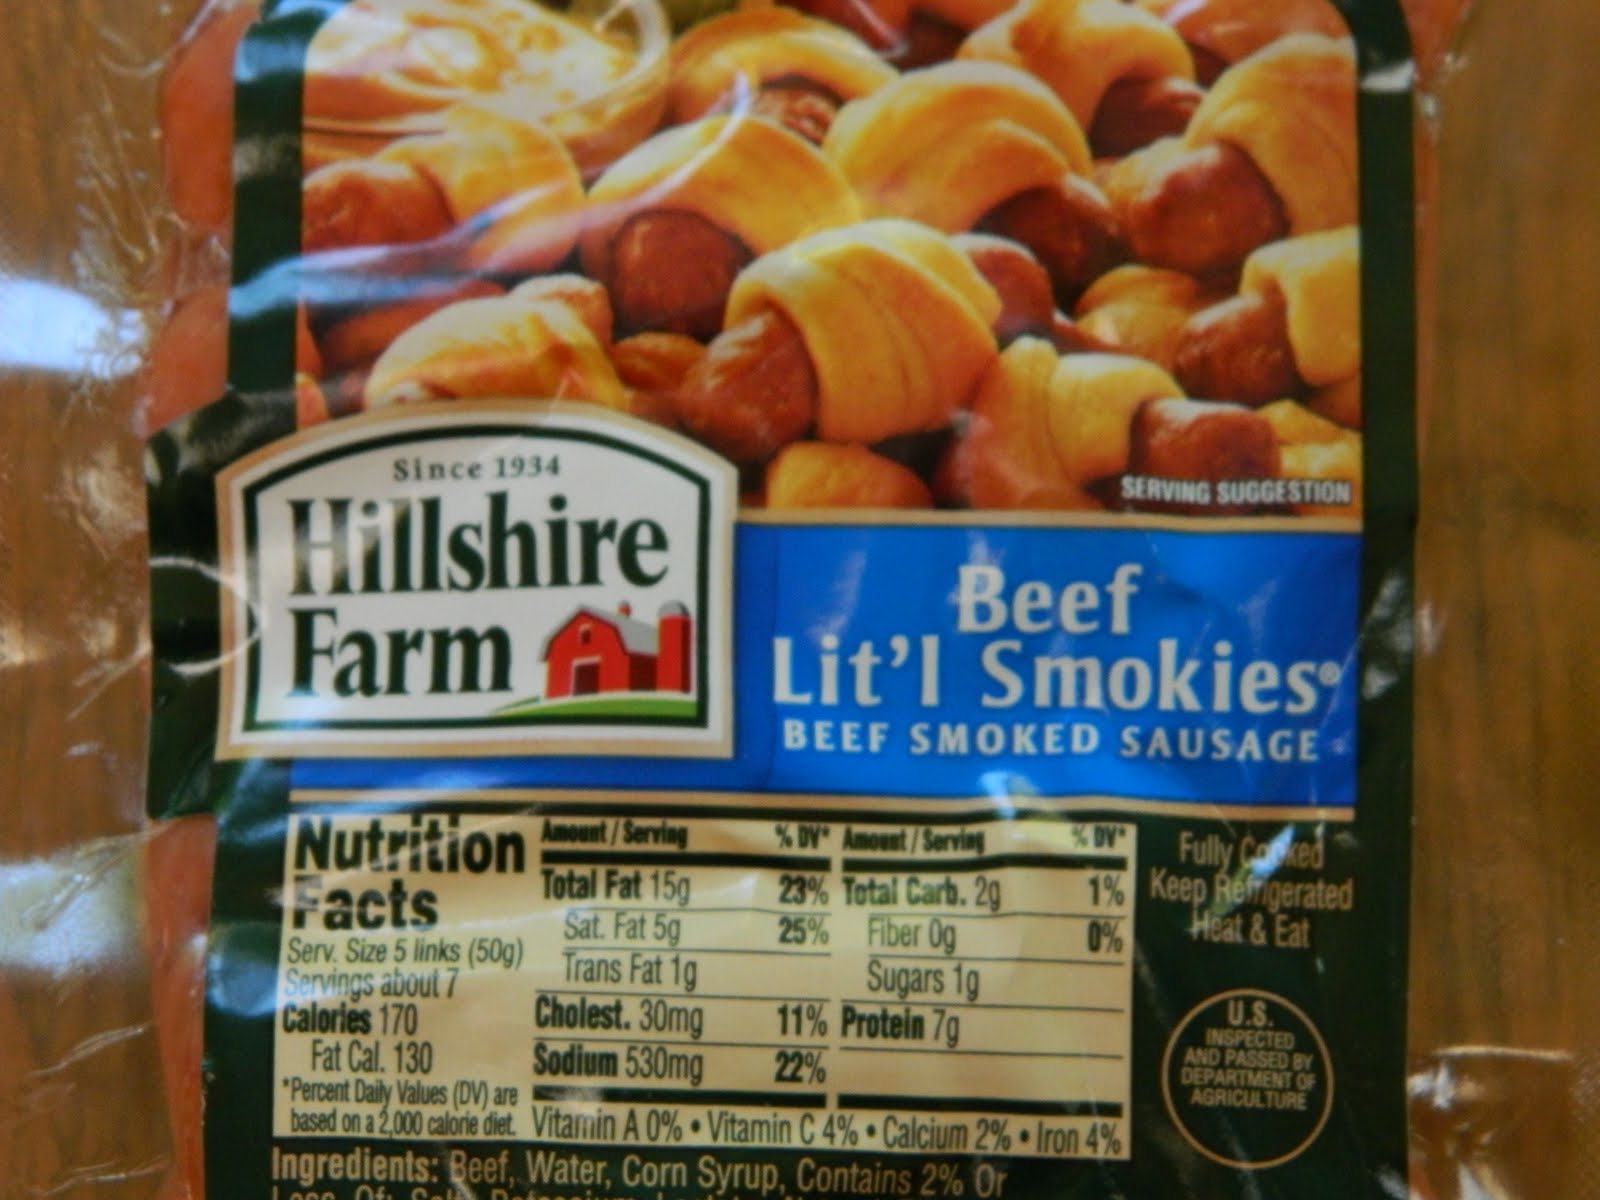 SERVING SUGGESTION
Since 1934
Hillshire
Farm
Beef
Lit'l Smokies®
BEEF SMOKED SAUSAGE
Nutrition
Facts
Serv. Size 5 links (50g)
Servings about 7
Calories 170
Fat Cal. 130
*Percent Daily Values (DV) are
based on a 2,000 calorie diet.
Amount / Serving % DV*
Total Fat 15g 23%
Sat. Fat 5g 25%
Trans Fat 1g
Cholest. 30mg 11%
Sodium 530mg 22%
Amount / Serving % DV*
Total Carb. 2g 1%
Fiber 0g 0%
Sugars 1g
Protein 7g
Vitamin A 0% • Vitamin C 4% • Calcium 2% • Iron 4%
Fully Cooked
Keep Refrigerated
Heat & Eat
U.S.
INSPECTED
AND PASSED BY
DEPARTMENT OF
AGRICULTURE
Ingredients: Beef, Water, Corn Syrup, Contains 2% Or
Less Of: Salt, Potassium